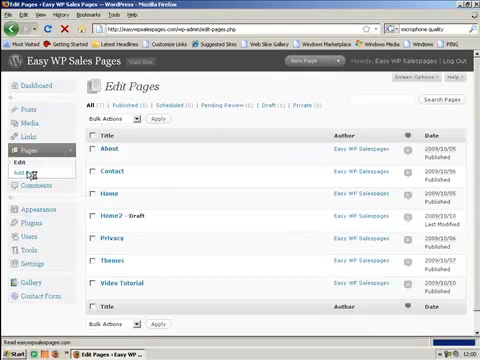 Edit Pages ‹ Easy WP Sales Pages — WordPress - Mozilla Firefox
File Edit View History Bookmarks Tools Help
http://easywpsalespages.com/wp-admin/edit-pages.php
microphone quality
Most Visited Getting Started Suggested Sites Web Slice Gallery Customize Links Internet Start Windows Marketplace Windows Media Windows PING
Easy WP Sales Pages Visit Site New Page Easy WP Salespages | Log Out
Screen Options Help
Dashboard
Posts
Media
Links
Pages
Edit
Add
Comments
Appearance
Plugins
Users
Tools
Settings
Gallery
Contact Form
Edit Pages
All (7) | Published (6) | Scheduled (0) | Pending Review (0) | Draft (1) | Private (0)
Search Pages
Bulk Actions Apply
Title Author Date
About Easy WP Salespages 2009/10/05 Published
Contact Easy WP Salespages 2009/10/06 Published
Home Easy WP Salespages 2009/10/05 Published
Home2 - Draft Easy WP Salespages 2009/10/10 Last Modified
Privacy Easy WP Salespages 2009/10/06 Published
Themes Easy WP Salespages 2009/10/07 Published
Video Tutorial Easy WP Salespages 2009/10/06 Published
Title Author Date
Bulk Actions Apply
Read easywpsalespages.com
Start Edit Pages ‹ Easy WP ... 12:00